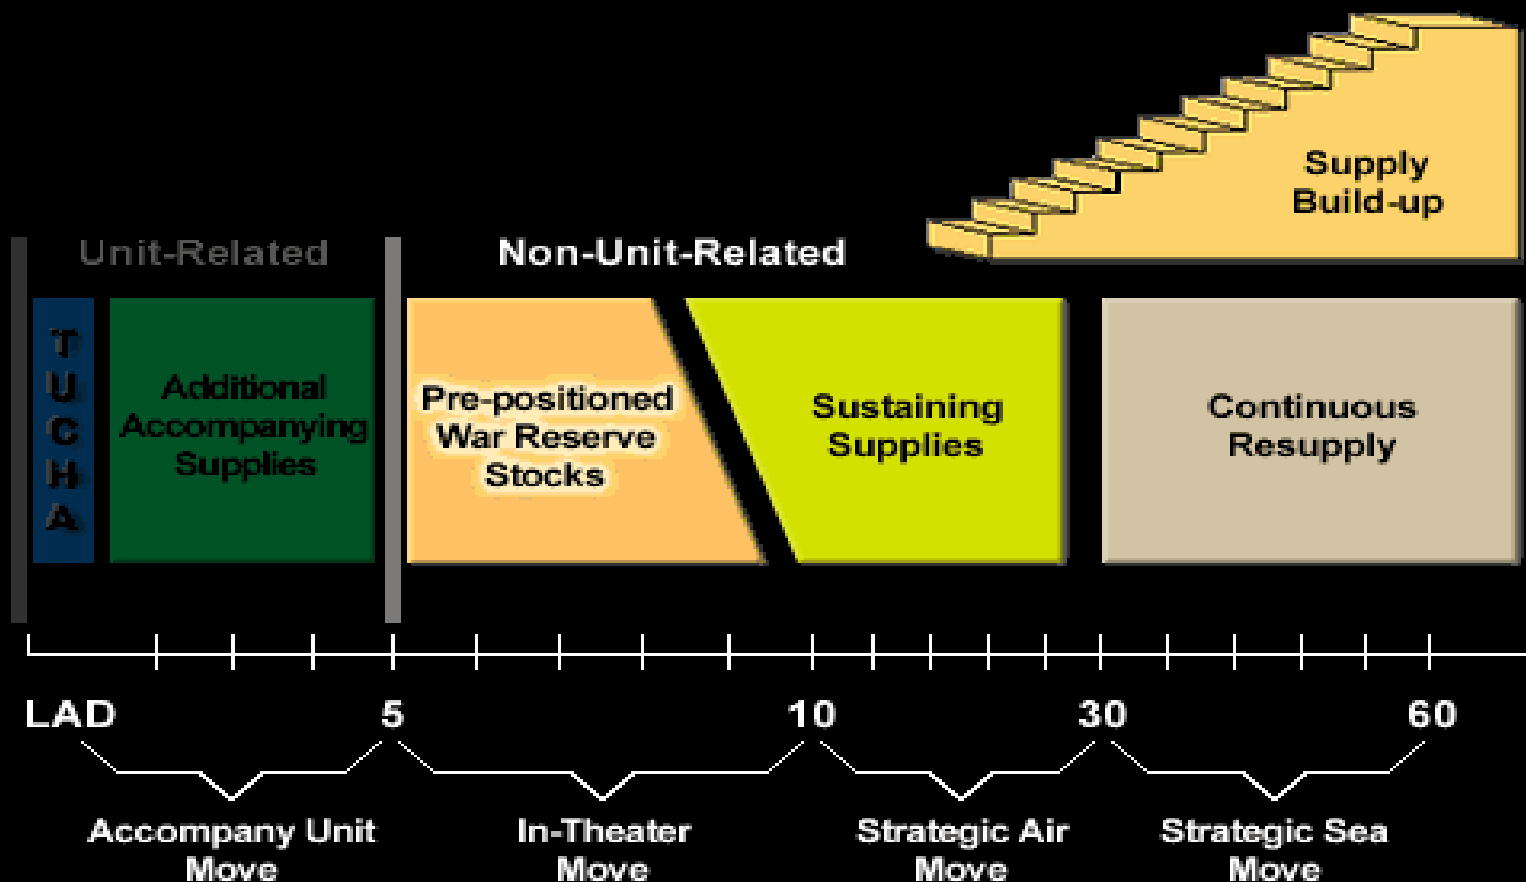 Supply
Build-up
Unit-Related
Non-Unit-Related
T
U
C
H
A
Additional
Accompanying
Supplies
Pre-positioned
War Reserve
Stocks
Sustaining
Supplies
Continuous
Resupply
LAD 5 10 30 60
Accompany Unit
Move
In-Theater
Move
Strategic Air
Move
Strategic Sea
Move